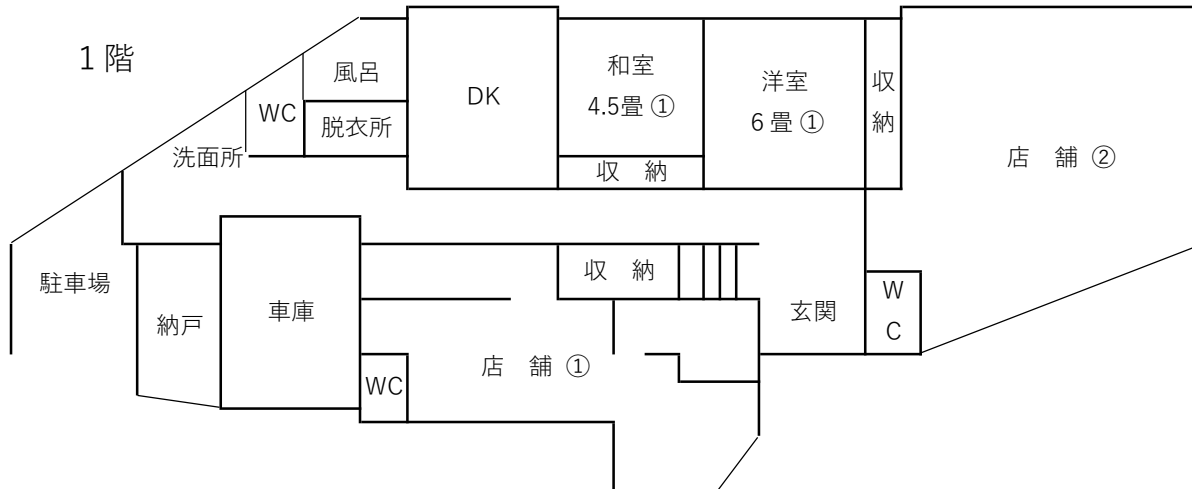 1階
風呂
WC
脱衣所
洗面所
DK
和室
4.5畳 ①
収 納
洋室
6 畳 ①
収
納
店 舗 ②
駐車場
納戸
車庫
収 納
玄関
W
C
店 舗 ①
WC